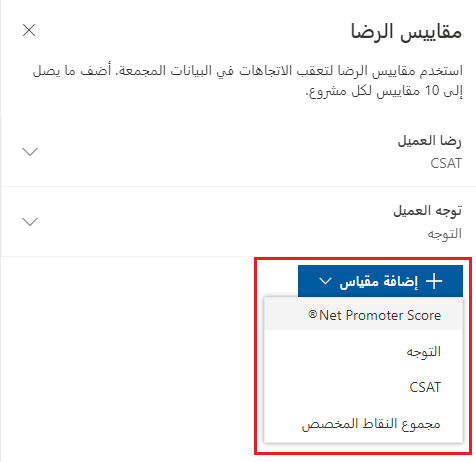 مقاييس الرضا
استخدم مقاييس الرضا لتعقب الاتجاهات في البيانات المجمعة. أضف ما يصل
إلى 10 مقاييس لكل مشروع.
رضا العميل
CSAT
توجه العميل
التوجه
إضافة مقياس
Net Promoter Score®
التوجه
CSAT
مجموع النقاط المخصص